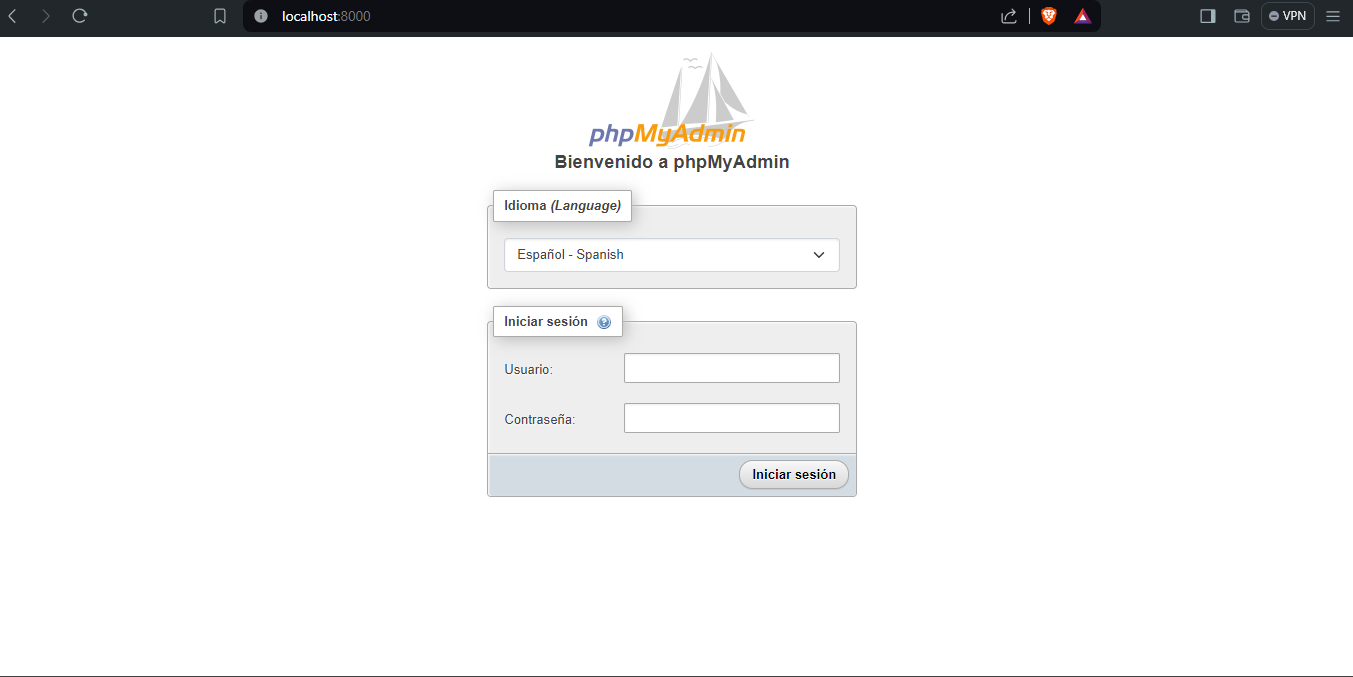 localhost:8000
VPN
phpMyAdmin
Bienvenido a phpMyAdmin
Idioma (Language)
Español - Spanish
Iniciar sesión
Usuario:
Contraseña:
Iniciar sesión